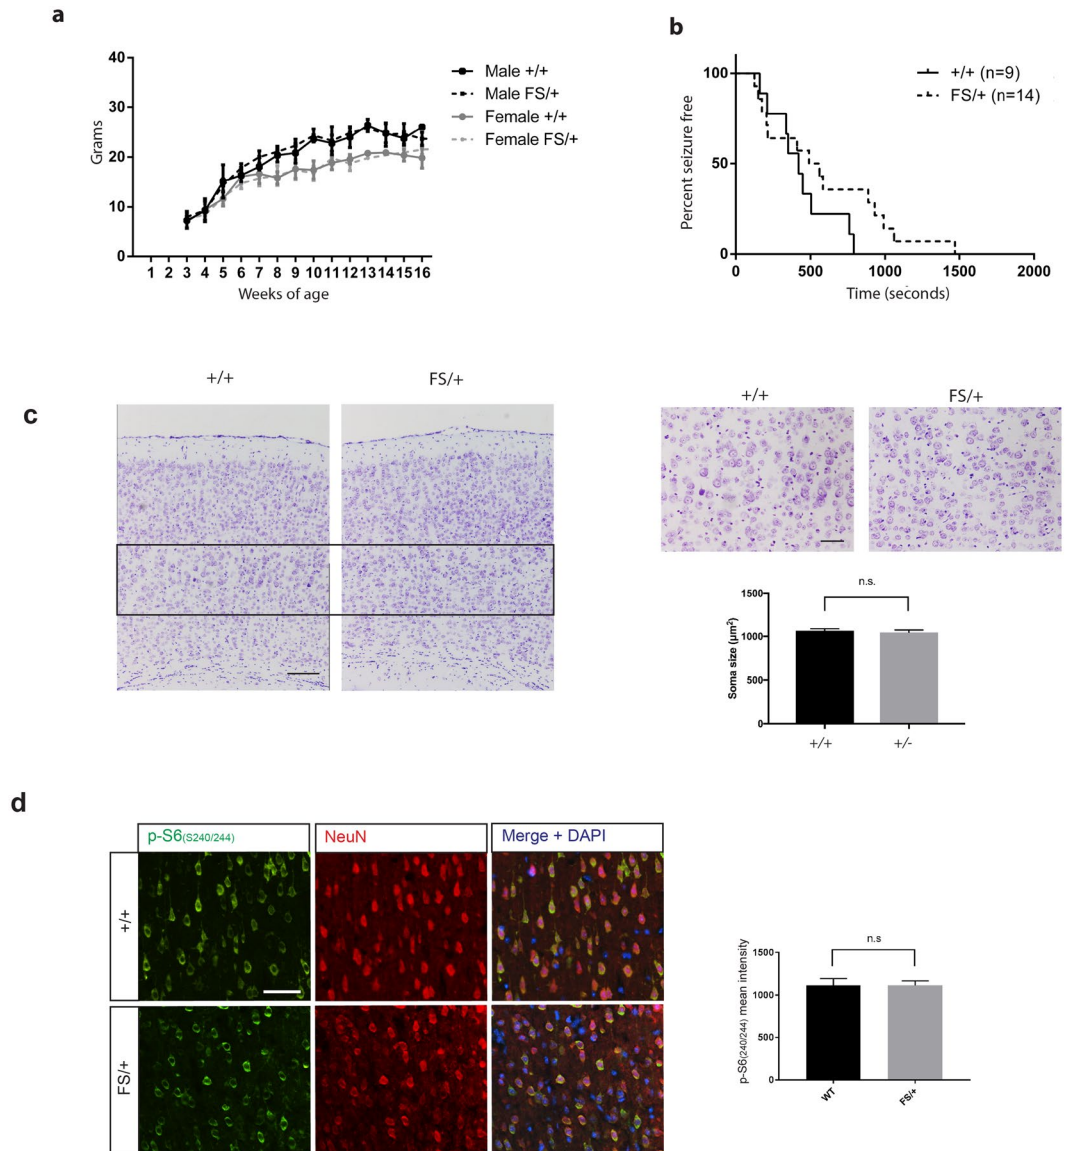 a
40
30
20
10
0
Grams
1 2 3 4 5 6 7 8 9 10 11 12 13 14 15 16
Weeks of age
Male +/+
Male FS/+
Female +/+
Female FS/+
b
100
50
0
Percent seizure free
0 500 1000 1500 2000
Time (seconds)
+/+ (n=9)
FS/+ (n=14)
c
+/+ FS/+
+/+ FS/+
n.s.
1500
1000
500
0
Soma size (µm²)
+/+ +/-
d
p-S6(S240/244) NeuN Merge + DAPI
+/+
FS/+
n.s
1500
1000
500
0
p-S6(240/244) mean intensity
WT FS/+